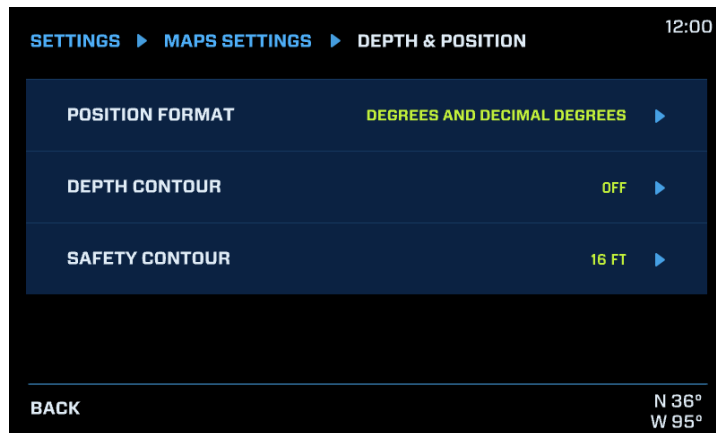 12:00
SETTINGS ▶ MAPS SETTINGS ▶ DEPTH & POSITION
POSITION FORMAT DEGREES AND DECIMAL DEGREES ▶
DEPTH CONTOUR OFF ▶
SAFETY CONTOUR 16 FT ▶
BACK
N 36°
W 95°